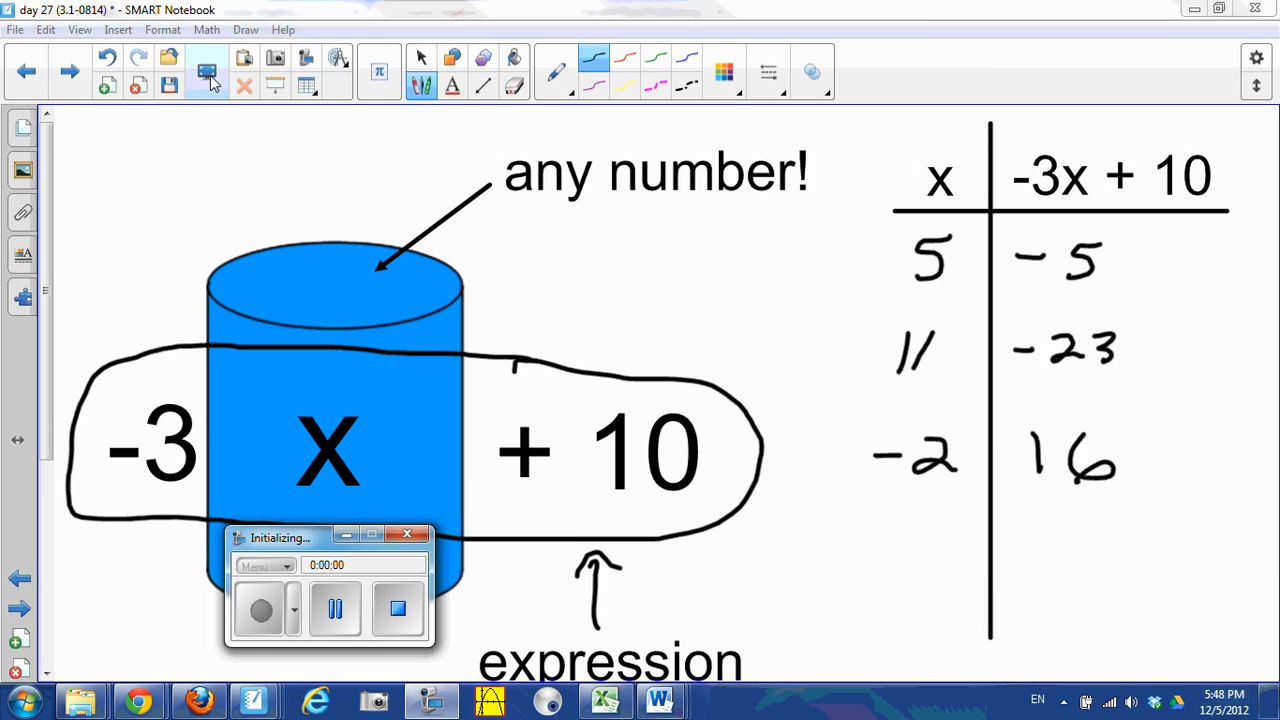 day 27 (3.1-0814) * - SMART Notebook
File Edit View Insert Format Math Draw Help
π
A
any number!
x -3x + 10
5 -5
11 -23
-2 16
-3 x + 10
Initializing...
Menu 0:00:00
expression
EN 5:48 PM
12/5/2012